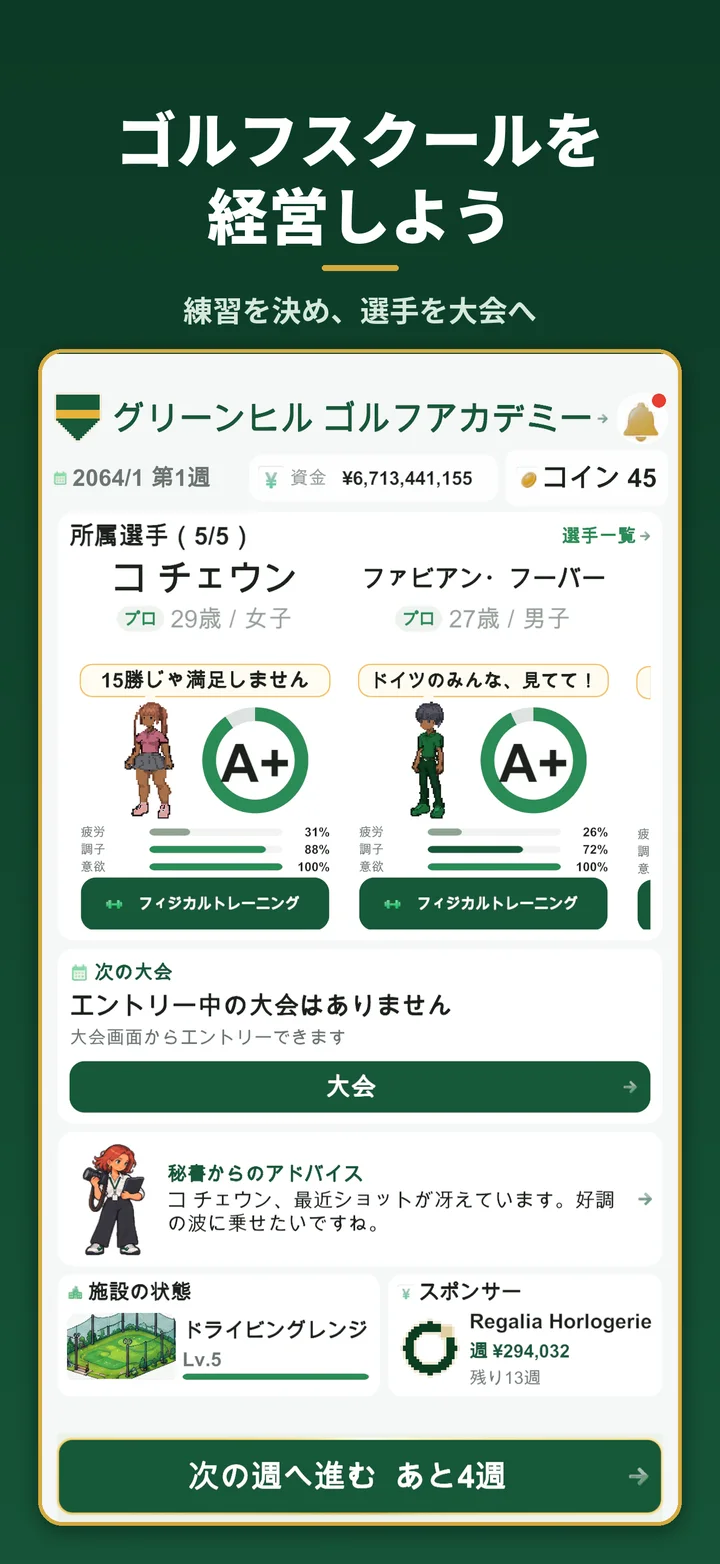 ゴルフスクールを
経営しよう
練習を決め、選手を大会へ
グリーンヒル ゴルフアカデミー→
2064/1 第1週
¥ 資金 ¥6,713,441,155
コイン 45
所属選手 ( 5/5 )
選手一覧→
コ チェウン
プロ 29歳 / 女子
15勝じゃ満足しません
A+
疲労 31%
調子 88%
意欲 100%
フィジカルトレーニング
ファビアン・フーバー
プロ 27歳 / 男子
ドイツのみんな、見てて！
A+
疲労 26%
調子 72%
意欲 100%
フィジカルトレーニング
疲
調
意
次の大会
エントリー中の大会はありません
大会画面からエントリーできます
大会 →
秘書からのアドバイス
コ チェウン、最近ショットが冴えています。好調
の波に乗せたいですね。
→
施設の状態
ドライビングレンジ
Lv.5
¥ スポンサー
Regalia Horlogerie
週 ¥294,032
残り13週
次の週へ進む あと4週 →